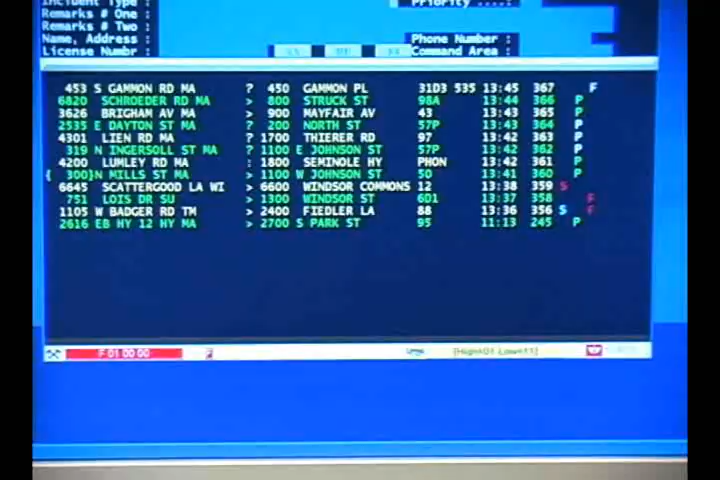 Incident Type : Priority ....:
Remarks # One :
Remarks # Two :
Name, Address : Phone Number :
License Numbr : Command Area :
453 S GAMMON RD MA ? 450 GAMMON PL 31D3 535 13:45 367 F
6820 SCHROEDER RD MA > 800 STRUCK ST 98A 13:44 366 P
3626 BRIGHAM AV MA > 900 MAYFAIR AV 43 13:43 365 P
2535 E DAYTON ST MA ? 200 NORTH ST 57P 13:43 364 P
4301 LIEN RD MA ? 1700 THIERER RD 97 13:42 363 P
319 N INGERSOLL ST MA ? 1100 E JOHNSON ST 57P 13:42 362 P
4200 LUMLEY RD MA : 1800 SEMINOLE HY PHON 13:42 361 P
{ 300}N MILLS ST MA > 1100 W JOHNSON ST 50 13:41 360 P
6645 SCATTERGOOD LA WI > 6600 WINDSOR COMMONS 12 13:38 359 S
751 LOIS DR SU > 1300 WINDSOR ST 6D1 13:37 358 F
1105 W BADGER RD TM > 2400 FIEDLER LA 88 13:36 356 S F
2616 EB HY 12 HY MA > 2700 S PARK ST 95 11:13 245 P
F 01 00 00